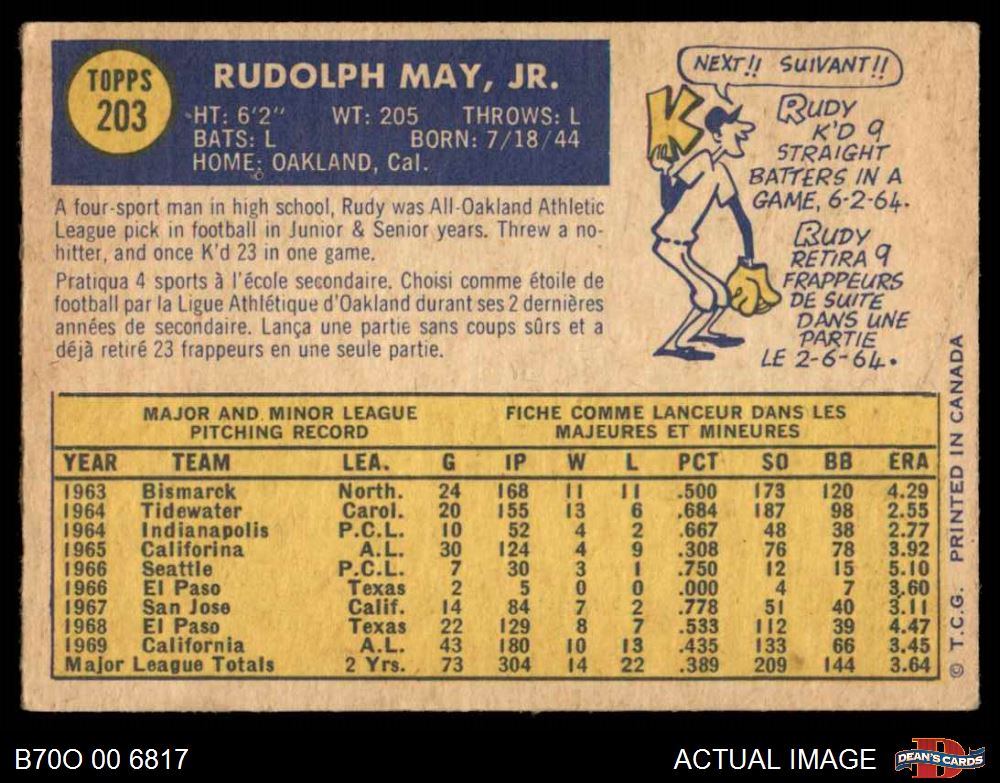 TOPPS
203
RUDOLPH MAY, JR.
HT: 6'2" WT: 205 THROWS: L
BATS: L BORN: 7/18/44
HOME: OAKLAND, Cal.
A four-sport man in high school, Rudy was All-Oakland Athletic
League pick in football in Junior & Senior years. Threw a no-
hitter, and once K'd 23 in one game.
Pratiqua 4 sports à l'école secondaire. Choisi comme étoile de
football par la Ligue Athlétique d'Oakland durant ses 2 dernières
années de secondaire. Lança une partie sans coups sûrs et a
déjà retiré 23 frappeurs en une seule partie.
NEXT!! SUIVANT!!
K
RUDY
K'D 9
STRAIGHT
BATTERS IN A
GAME, 6-2-64.
RUDY
RETIRA 9
FRAPPEURS
DE SUITE
DANS UNE
PARTIE
LE 2-6-64.
MAJOR AND MINOR LEAGUE
PITCHING RECORD
FICHE COMME LANCEUR DANS LES
MAJEURES ET MINEURES
YEAR TEAM LEA. G IP W L PCT SO BB ERA
1963 Bismarck North. 24 168 11 11 .500 173 120 4.29
1964 Tidewater Carol. 20 155 13 6 .684 187 98 2.55
1964 Indianapolis P.C.L. 10 52 4 2 .667 48 38 2.77
1965 Califorina A.L. 30 124 4 9 .308 76 78 3.92
1966 Seattle P.C.L. 7 30 3 1 .750 12 15 5.10
1966 El Paso Texas 2 5 0 0 .000 4 7 3.60
1967 San Jose Calif. 14 84 7 2 .778 51 40 3.11
1968 El Paso Texas 22 129 8 7 .533 112 39 4.47
1969 California A.L. 43 180 10 13 .435 133 66 3.45
Major League Totals 2 Yrs. 73 304 14 22 .389 209 144 3.64
© T.C.G. PRINTED IN CANADA
B70O 00 6817
ACTUAL IMAGE
D
DEAN'S CARDS